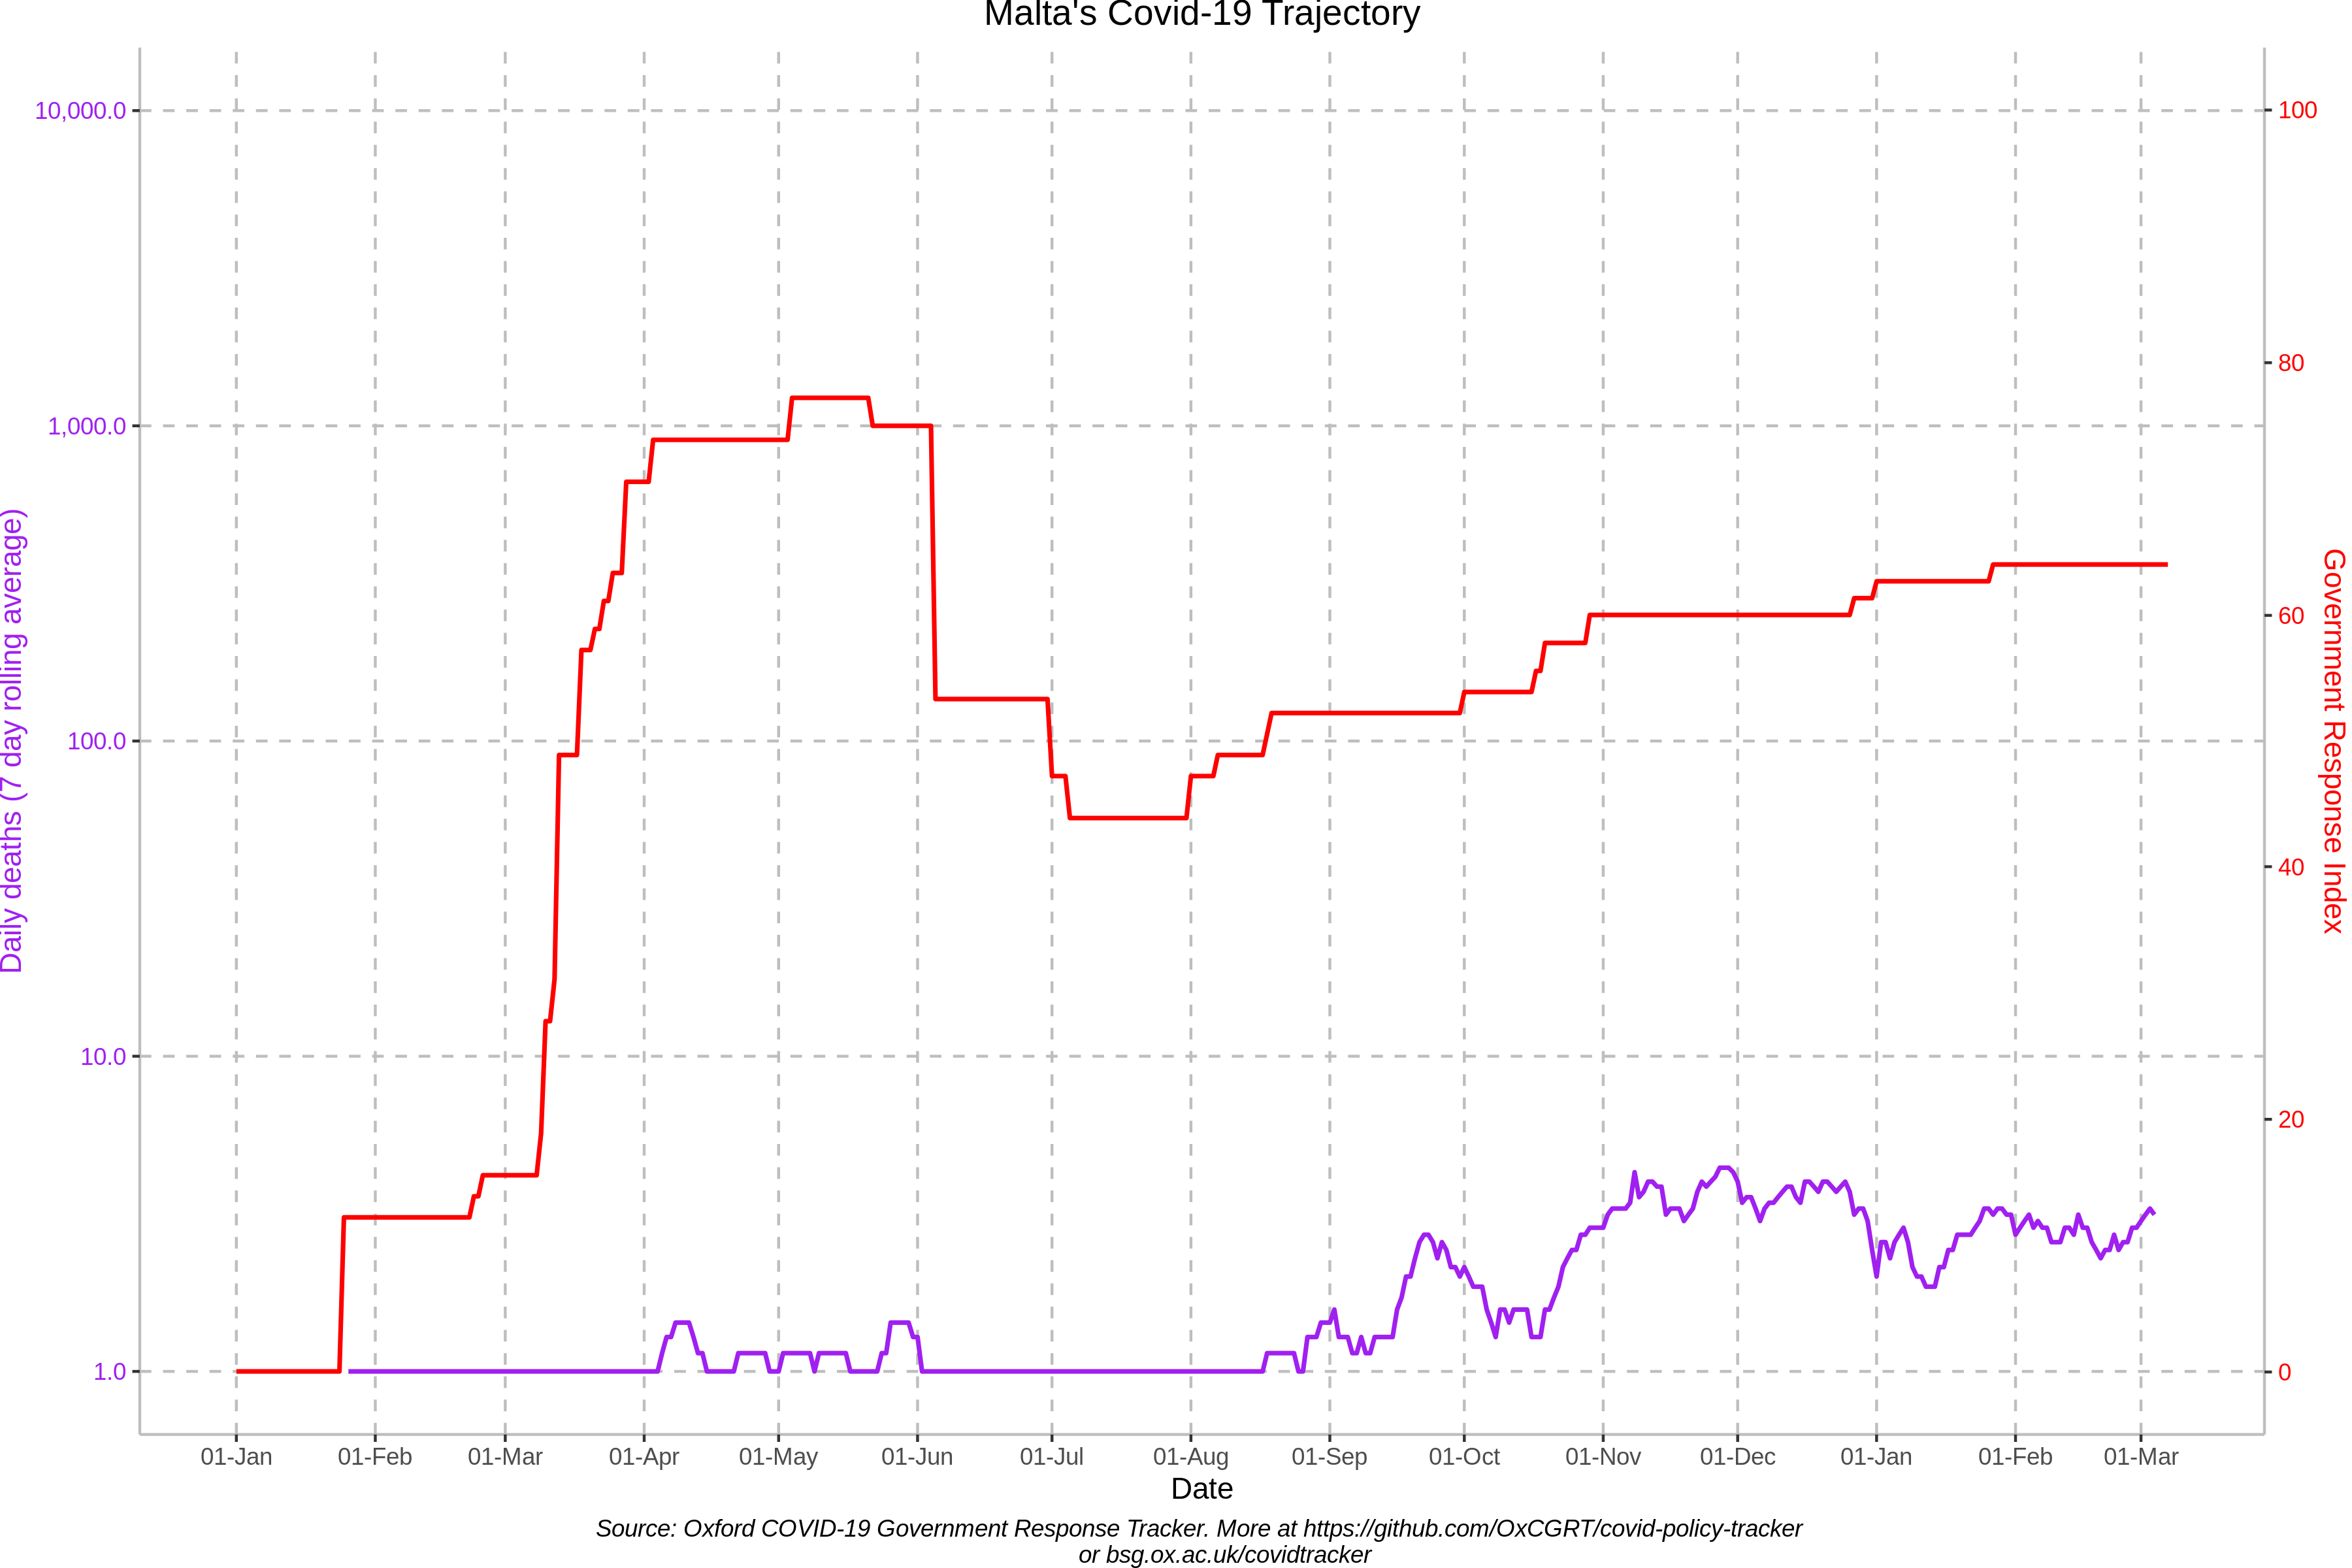 Malta's Covid-19 Trajectory
Daily deaths (7 day rolling average)
10,000.0
1,000.0
100.0
10.0
1.0
100
80
60
40
20
0
Government Response Index
01-Jan 01-Feb 01-Mar 01-Apr 01-May 01-Jun 01-Jul 01-Aug 01-Sep 01-Oct 01-Nov 01-Dec 01-Jan 01-Feb 01-Mar
Date
Source: Oxford COVID-19 Government Response Tracker. More at https://github.com/OxCGRT/covid-policy-tracker
or bsg.ox.ac.uk/covidtracker